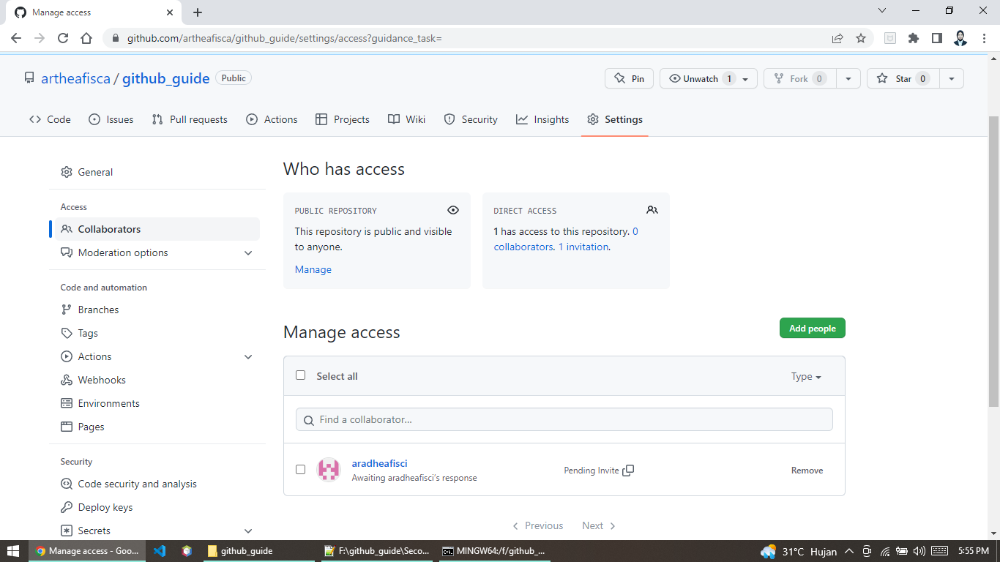 Manage access
github.com/artheafisca/github_guide/settings/access?guidance_task=
artheafisca / github_guide Public
Pin
Unwatch 1
Fork 0
Star 0
Code Issues Pull requests Actions Projects Wiki Security Insights Settings
General
Access
Collaborators
Moderation options
Code and automation
Branches
Tags
Actions
Webhooks
Environments
Pages
Security
Code security and analysis
Deploy keys
Secrets
Who has access
PUBLIC REPOSITORY
This repository is public and visible
to anyone.
Manage
DIRECT ACCESS
1 has access to this repository. 0
collaborators. 1 invitation.
Manage access
Add people
Select all
Type
Find a collaborator...
aradheafisci
Awaiting aradheafisci's response
Pending Invite
Remove
Previous Next
Manage access - Goo...
github_guide
F:\github_guide\Seco...
MINGW64:/f/github_...
31°C Hujan
5:55 PM